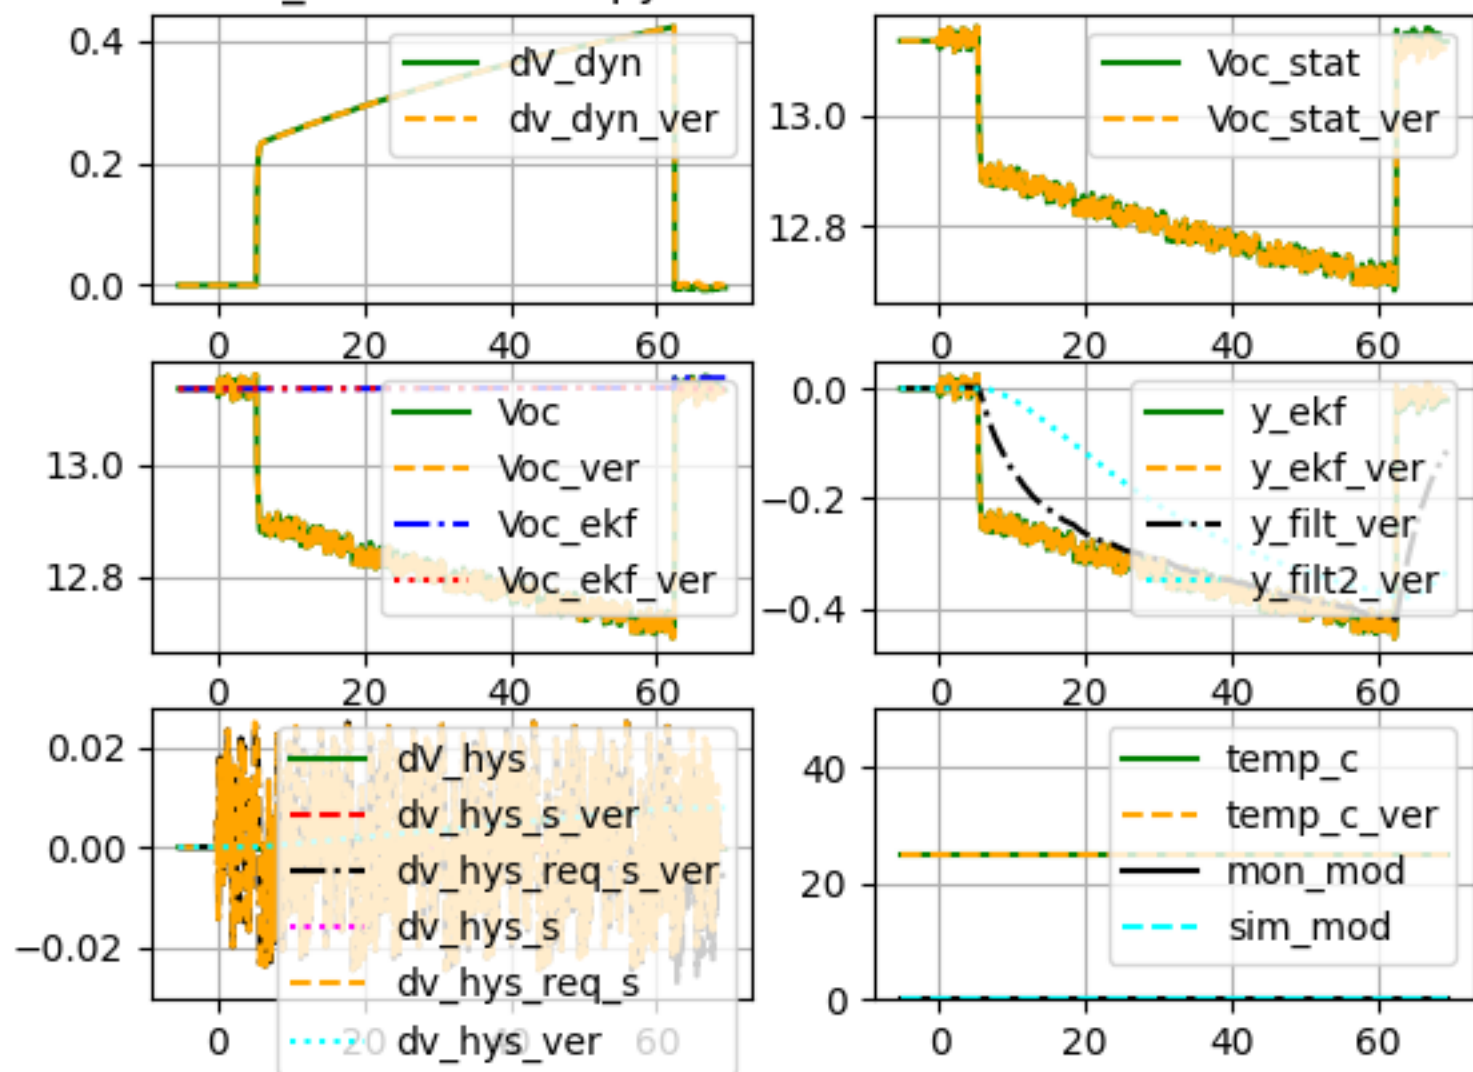 0.4
0.2
0.0
dV_dyn
dv_dyn_ver
0 20 40 60
13.0
12.8
Voc_stat
Voc_stat_ver
0 20 40 60
13.0
12.8
Voc
Voc_ver
Voc_ekf
Voc_ekf_ver
0 20 40 60
0.0
−0.2
−0.4
y_ekf
y_ekf_ver
y_filt_ver
y_filt2_ver
0 20 40 60
0.02
0.00
−0.02
dV_hys
dv_hys_s_ver
dv_hys_req_s_ver
dv_hys_s
dv_hys_req_s
dv_hys_ver
0 20 60
40
20
0
temp_c
temp_c_ver
mon_mod
sim_mod
0 20 40 60